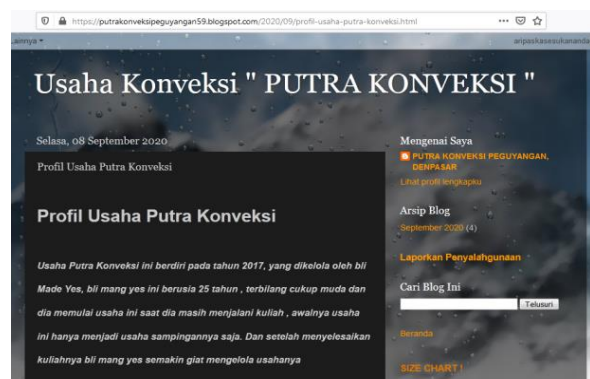 https://putrakonveksipeguyangan59.blogspot.com/2020/09/profil-usaha-putra-konveksi.html
annya
aripaskasesukananda
Usaha Konveksi " PUTRA KONVEKSI "
Selasa, 08 September 2020
Profil Usaha Putra Konveksi
Profil Usaha Putra Konveksi
Usaha Putra Konveksi ini berdiri pada tahun 2017, yang dikelola oleh bli
Made Yes, bli mang yes ini berusia 25 tahun , terbilang cukup muda dan
dia memulai usaha ini saat dia masih menjalani kuliah , awalnya usaha
ini hanya menjadi usaha sampingannya saja. Dan setelah menyelesaikan
kuliahnya bli mang yes semakin giat mengelola usahanya
Mengenai Saya
PUTRA KONVEKSI PEGUYANGAN,
DENPASAR
Lihat profil lengkapku
Arsip Blog
September 2020 (4)
Laporkan Penyalahgunaan
Cari Blog Ini
Telusuri
Beranda
SIZE CHART !